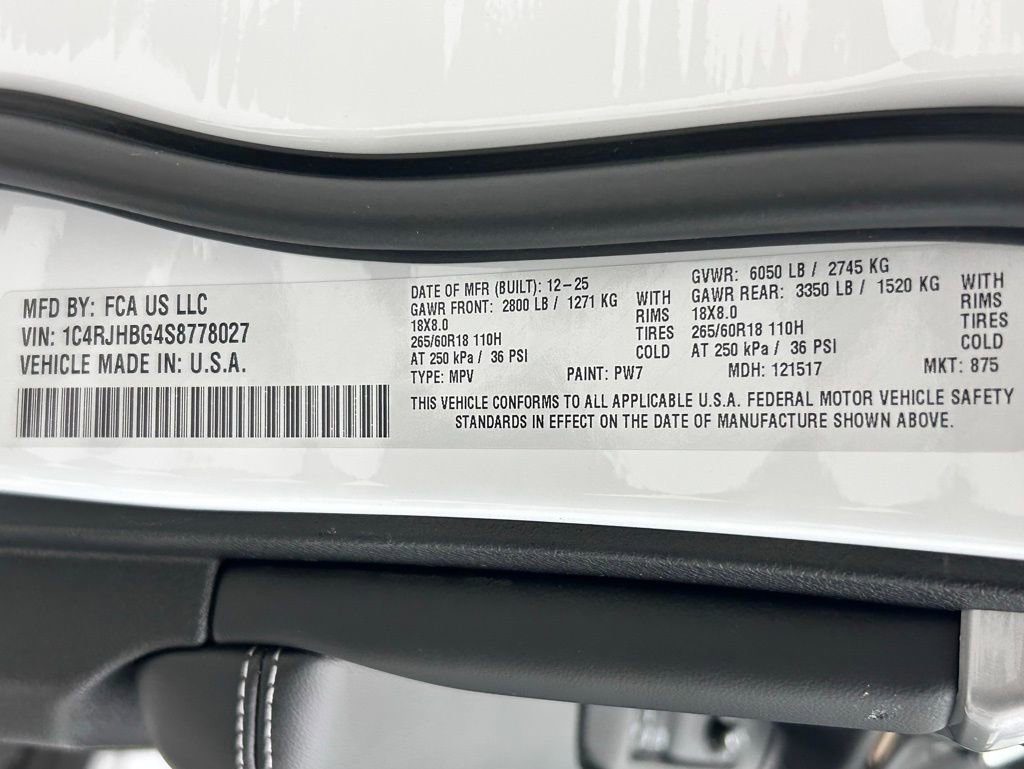 MFD BY: FCA US LLC
VIN: 1C4RJHBG4S8778027
VEHICLE MADE IN: U.S.A.
DATE OF MFR (BUILT): 12-25
GAWR FRONT: 2800 LB / 1271 KG
18X8.0
265/60R18 110H
AT 250 kPa / 36 PSI
WITH
RIMS
TIRES
COLD
GVWR: 6050 LB / 2745 KG
GAWR REAR: 3350 LB / 1520 KG
18X8.0
265/60R18 110H
AT 250 kPa / 36 PSI
WITH
RIMS
TIRES
COLD
TYPE: MPV PAINT: PW7 MDH: 121517 MKT: 875
THIS VEHICLE CONFORMS TO ALL APPLICABLE U.S.A. FEDERAL MOTOR VEHICLE SAFETY
STANDARDS IN EFFECT ON THE DATE OF MANUFACTURE SHOWN ABOVE.